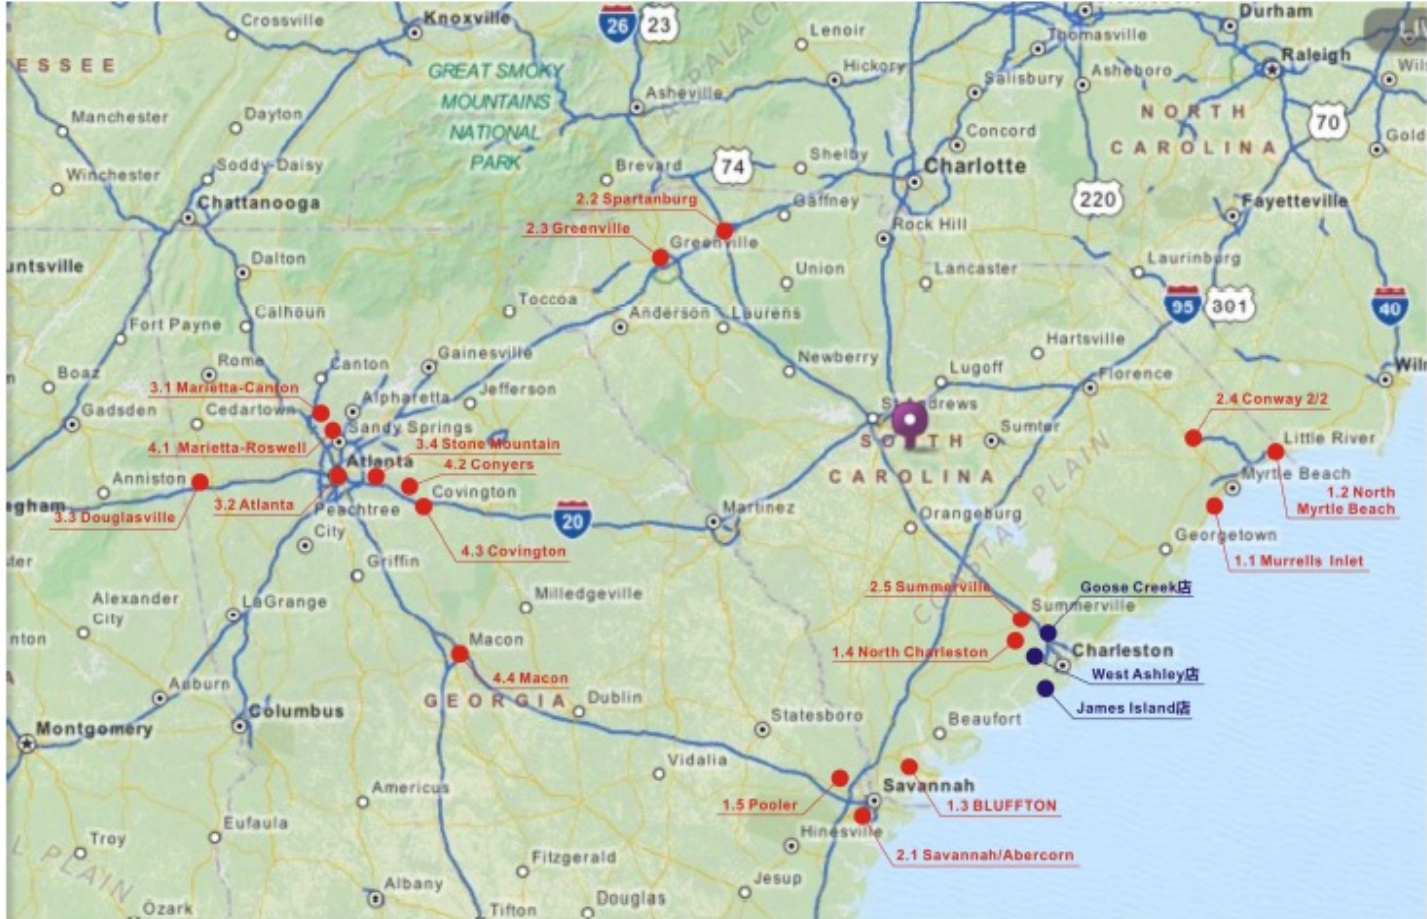 Crossville
Knoxville
26
23
Lenoir
Thomasville
Durham
Raleigh
ESSEE
GREAT SMOKY
MOUNTAINS
NATIONAL
PARK
Hickory
Salisbury
Asheboro
Asheville
NORTH
CAROLINA
70
Manchester
Dayton
Concord
Winchester
Soddy-Daisy
Brevard
74
Shelby
Charlotte
220
Chattanooga
2.2 Spartanburg
Gaffney
Fayetteville
2.3 Greenville
Greenville
Rock Hill
untsville
Dalton
Union
Lancaster
Laurinburg
Toccoa
95
301
40
Fort Payne
Calhoun
Anderson
Laurens
Hartsville
Rome
Canton
Gainesville
Newberry
Lugoff
Florence
Boaz
3.1 Marietta-Canton
Jefferson
Alpharetta
Gadsden
Cedartown
St Andrews
2.4 Conway 2/2
Sandy Springs
4.1 Marietta-Roswell
3.4 Stone Mountain
SOUTH
CAROLINA
Sumter
COASTAL PLAIN
Little River
Atlanta
4.2 Conyers
Myrtle Beach
Anniston
Covington
1.2 North
Myrtle Beach
gham
3.3 Douglasville
3.2 Atlanta
Peachtree
City
20
Martinez
Orangeburg
Georgetown
4.3 Covington
1.1 Murrells Inlet
Griffin
2.5 Summerville
Goose Creek店
Alexander
City
LaGrange
Milledgeville
Summerville
Macon
1.4 North Charleston
Charleston
4.4 Macon
West Ashley店
Auburn
GEORGIA
Dublin
James Island店
Montgomery
Columbus
Statesboro
Beaufort
Vidalia
Americus
1.5 Pooler
Savannah
1.3 BLUFFTON
Eufaula
Hinesville
Troy
2.1 Savannah/Abercorn
L PLAIN
Fitzgerald
Albany
Jesup
Douglas
Ozark
Tifton